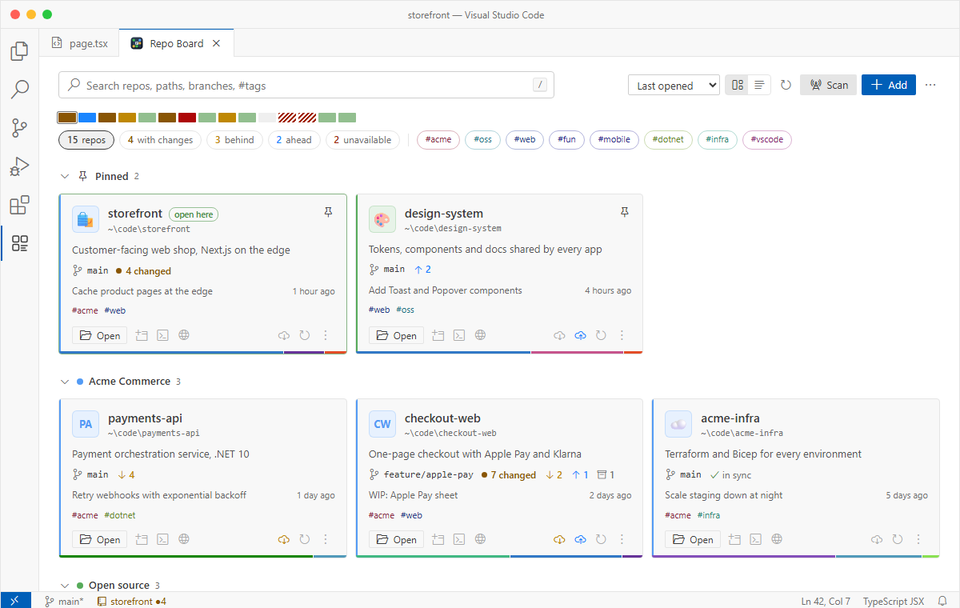 storefront — Visual Studio Code
page.tsx
Repo Board
Search repos, paths, branches, #tags
/
Last opened
Scan
Add
15 repos
4 with changes
3 behind
2 ahead
2 unavailable
#acme
#oss
#web
#fun
#mobile
#dotnet
#infra
#vscode
Pinned 2
storefront
open here
~\code\storefront
Customer-facing web shop, Next.js on the edge
main
4 changed
Cache product pages at the edge
1 hour ago
#acme #web
Open
design-system
~\code\design-system
Tokens, components and docs shared by every app
main
↑ 2
Add Toast and Popover components
4 hours ago
#web #oss
Open
Acme Commerce 3
PA
payments-api
~\code\payments-api
Payment orchestration service, .NET 10
main
↓ 4
Retry webhooks with exponential backoff
1 day ago
#acme #dotnet
Open
CW
checkout-web
~\code\checkout-web
One-page checkout with Apple Pay and Klarna
feature/apple-pay
7 changed
↓ 2
↑ 1
1
WIP: Apple Pay sheet
2 days ago
#acme #web
Open
acme-infra
~\code\acme-infra
Terraform and Bicep for every environment
main
in sync
Scale staging down at night
5 days ago
#acme #infra
Open
Open source 3
main*
storefront ●4
Ln 42, Col 7
TypeScript JSX